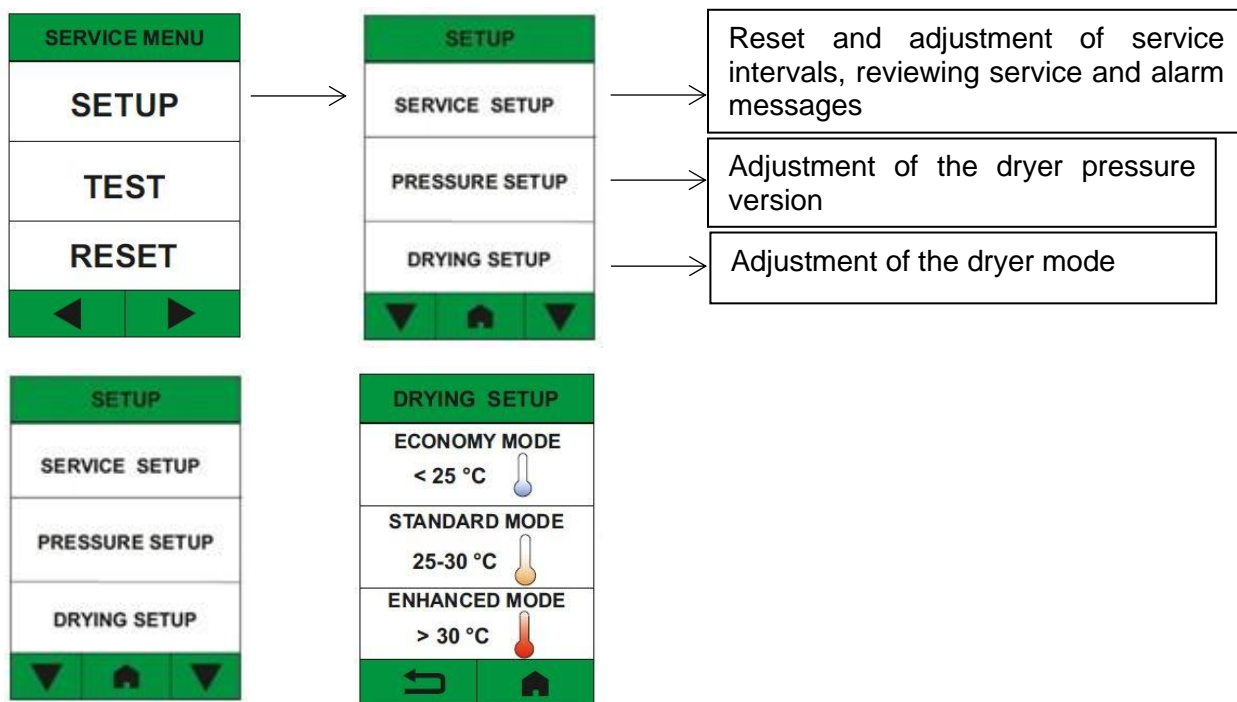 SERVICE MENU
SETUP
TEST
RESET
SETUP
SERVICE SETUP
PRESSURE SETUP
DRYING SETUP
Reset and adjustment of service
intervals, reviewing service and alarm
messages
Adjustment of the dryer pressure
version
Adjustment of the dryer mode
SETUP
SERVICE SETUP
PRESSURE SETUP
DRYING SETUP
DRYING SETUP
ECONOMY MODE
< 25 °C
STANDARD MODE
25-30 °C
ENHANCED MODE
> 30 °C